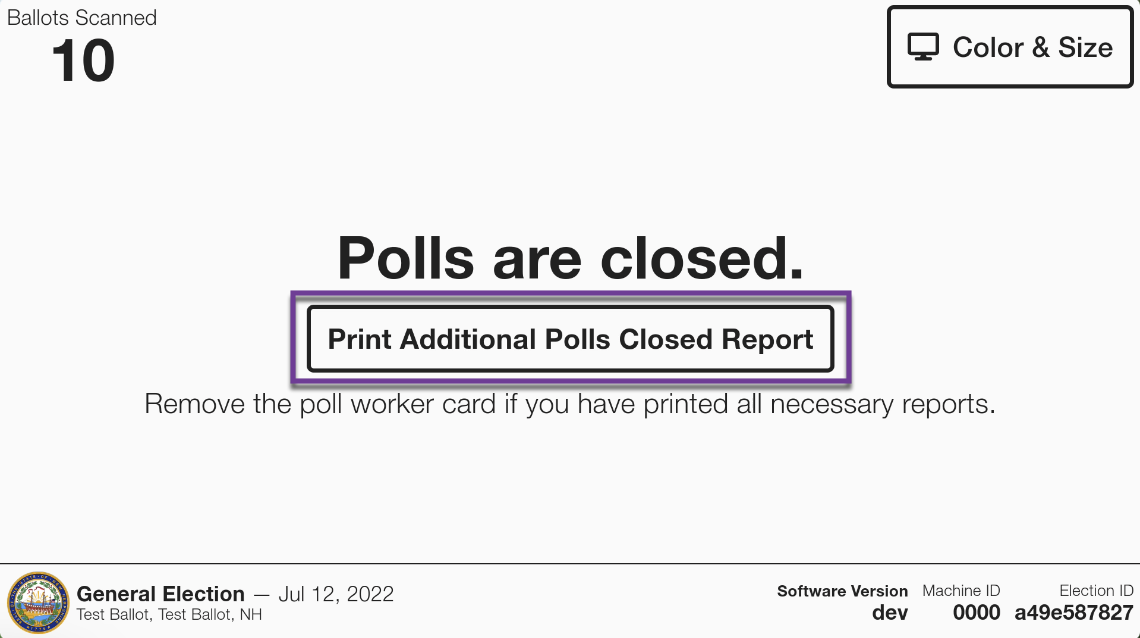 Ballots Scanned
10
Color & Size
Polls are closed.
Print Additional Polls Closed Report
Remove the poll worker card if you have printed all necessary reports.
General Election — Jul 12, 2022
Test Ballot, Test Ballot, NH
Software Version
dev
Machine ID
0000
Election ID
a49e587827